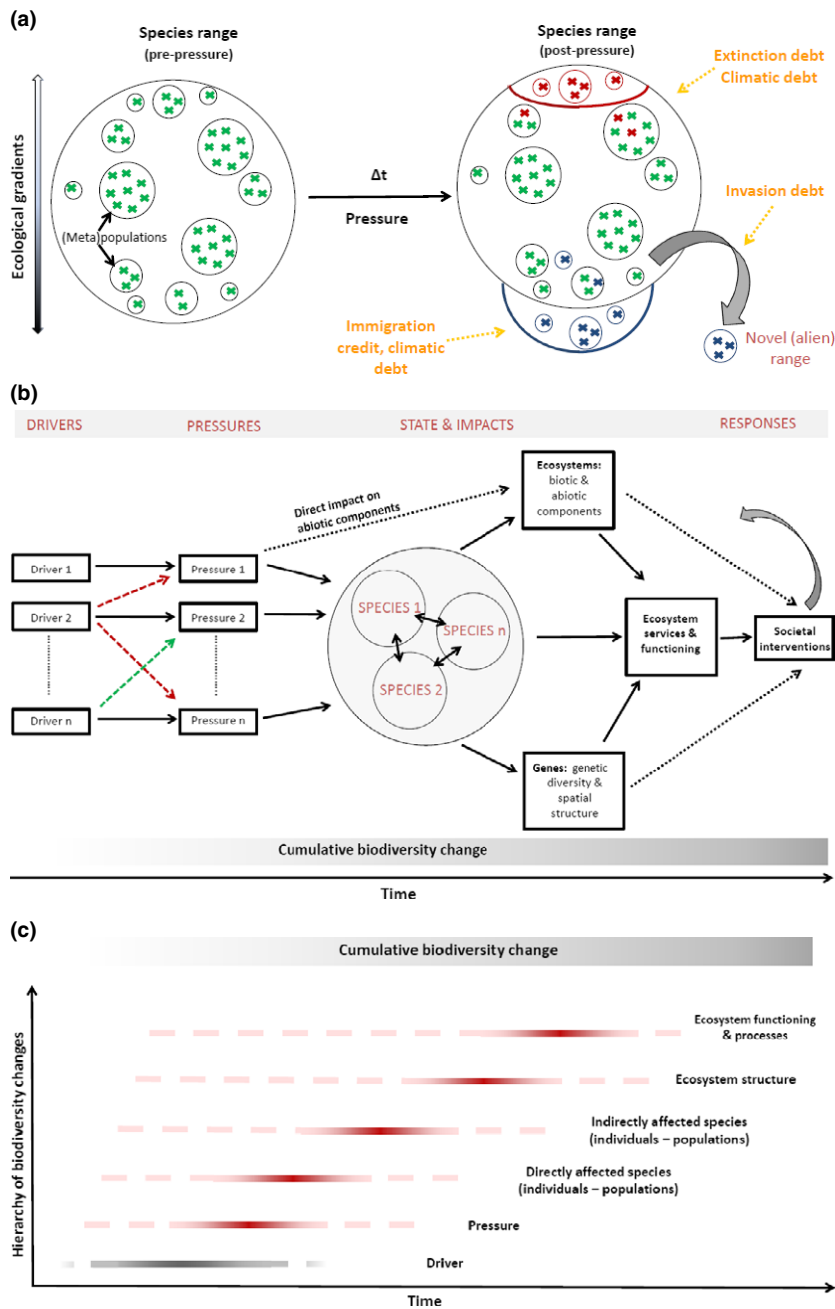 (a)
Species range
(pre-pressure)
Species range
(post-pressure)
Extinction debt
Climatic debt
Ecological gradients
(Meta)populations
Δt
Pressure
Invasion debt
Immigration
credit, climatic
debt
Novel (alien)
range
(b)
DRIVERS
PRESSURES
STATE & IMPACTS
RESPONSES
Direct impact on
abiotic components
Ecosystems:
biotic &
abiotic
components
Driver 1
Pressure 1
Driver 2
Pressure 2
Driver n
Pressure n
SPECIES 1
SPECIES n
SPECIES 2
Ecosystem
services &
functioning
Societal
interventions
Genes: genetic
diversity &
spatial
structure
Cumulative biodiversity change
Time
(c)
Cumulative biodiversity change
Hierarchy of biodiversity changes
Ecosystem functioning
& processes
Ecosystem structure
Indirectly affected species
(individuals – populations)
Directly affected species
(individuals – populations)
Pressure
Driver
Time